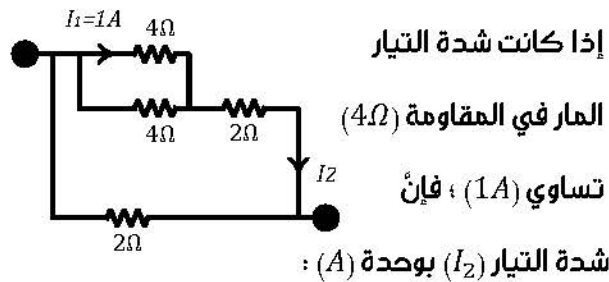 إذا كانت شدة التيار
المار في المقاومة (4Ω)
تساوي (1A) ؛ فإنَّ
شدة التيار (I₂) بوحدة (A) :
I₁=1A
4Ω
4Ω
2Ω
I2
2Ω